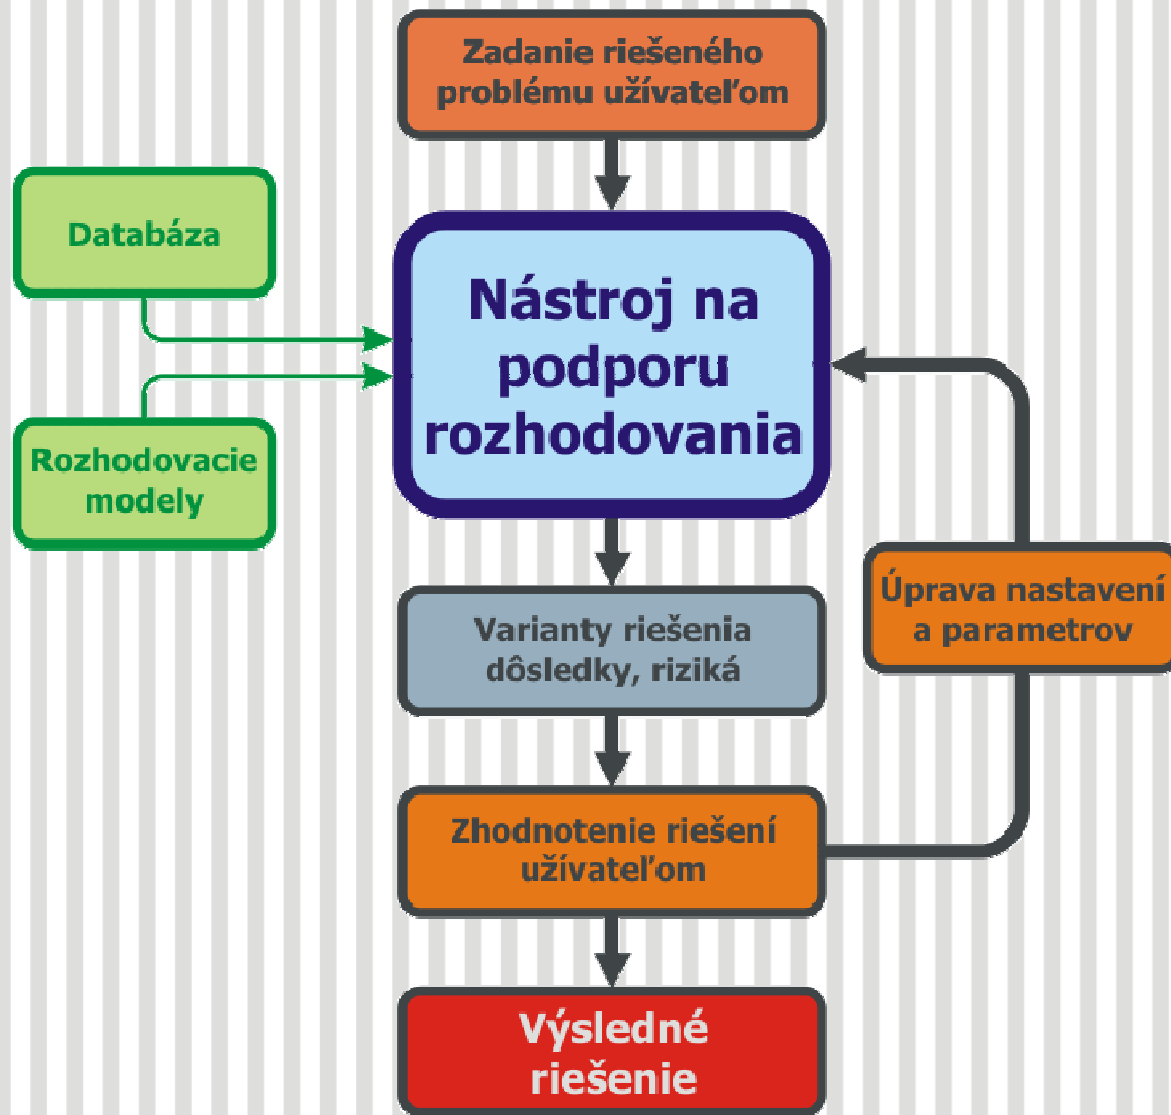 Zadanie riešeného
problému užívateľom
Databáza
Nástroj na
podporu
rozhodovania
Rozhodovacie
modely
Úprava nastavení
a parametrov
Varianty riešenia
dôsledky, riziká
Zhodnotenie riešení
užívateľom
Výsledné
riešenie